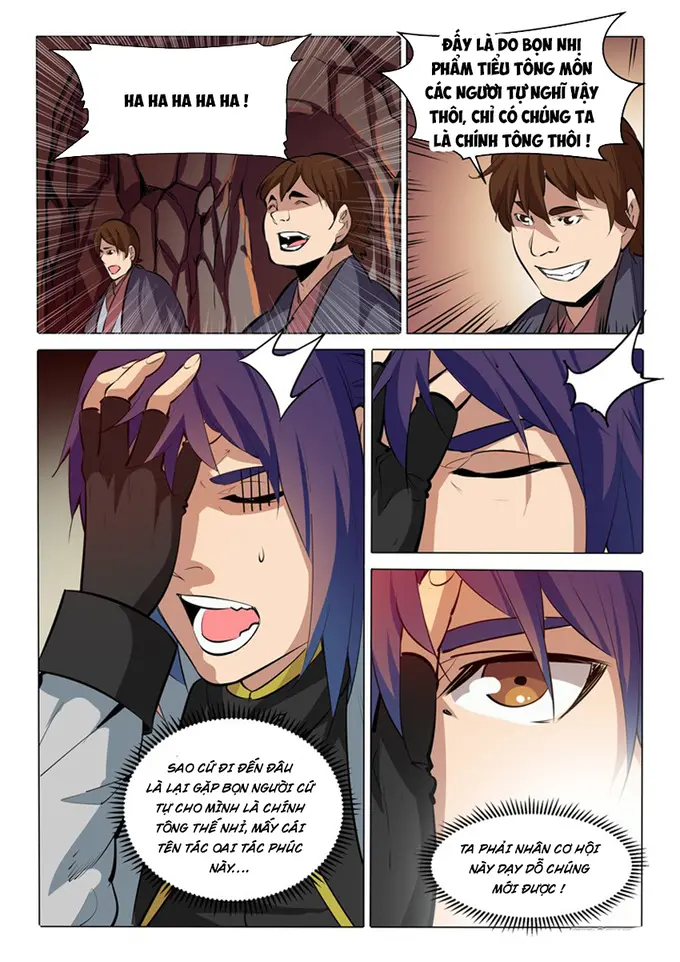 HA HA HA HA HA !
ĐẤY LÀ DO BỌN NHỊ
PHẨM TIỂU TÔNG MÔN
CÁC NGƯƠI TỰ NGHĨ VẬY
THÔI, CHỈ CÓ CHÚNG TA
LÀ CHÍNH TÔNG THÔI !
SAO CỨ ĐI ĐẾN ĐÂU
LÀ LẠI GẶP BỌN NGƯỜI CỨ
TỰ CHO MÌNH LÀ CHÍNH
TÔNG THẾ NHỈ, MẤY CÁI
TÊN TÁC OAI TÁC PHÚC
NÀY....
TA PHẢI NHÂN CƠ HỘI
NÀY DẠY DỖ CHÚNG
MỚI ĐƯỢC !